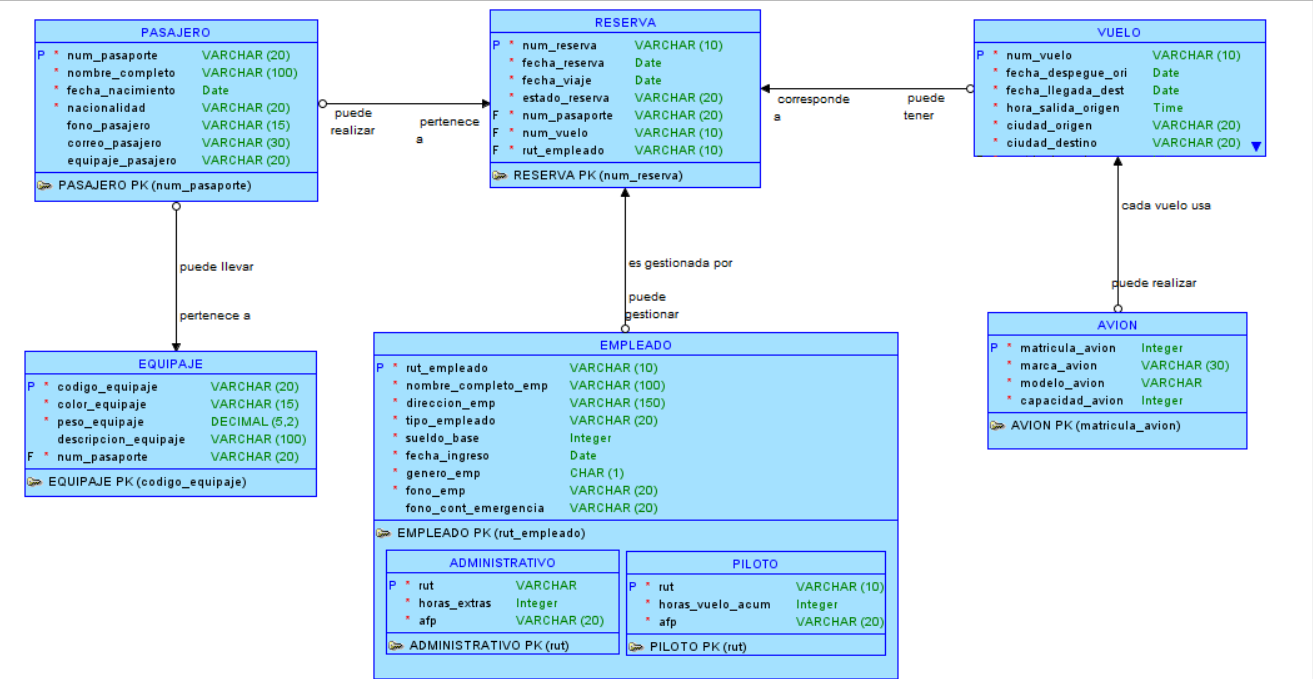 PASAJERO
P * num_pasaporte VARCHAR (20)
* nombre_completo VARCHAR (100)
* fecha_nacimiento Date
* nacionalidad VARCHAR (20)
fono_pasajero VARCHAR (15)
correo_pasajero VARCHAR (30)
equipaje_pasajero VARCHAR (20)
PASAJERO PK (num_pasaporte)
puede
realizar
pertenece
a
RESERVA
P * num_reserva VARCHAR (10)
* fecha_reserva Date
* fecha_viaje Date
* estado_reserva VARCHAR (20)
F * num_pasaporte VARCHAR (20)
F * num_vuelo VARCHAR (10)
F * rut_empleado VARCHAR (10)
RESERVA PK (num_reserva)
corresponde
a
puede
tener
VUELO
P * num_vuelo VARCHAR (10)
* fecha_despegue_ori Date
* fecha_llegada_dest Date
* hora_salida_origen Time
* ciudad_origen VARCHAR (20)
* ciudad_destino VARCHAR (20)
puede llevar
pertenece a
es gestionada por
puede
gestionar
cada vuelo usa
puede realizar
EQUIPAJE
P * codigo_equipaje VARCHAR (20)
* color_equipaje VARCHAR (15)
* peso_equipaje DECIMAL (5,2)
descripcion_equipaje VARCHAR (100)
F * num_pasaporte VARCHAR (20)
EQUIPAJE PK (codigo_equipaje)
EMPLEADO
P * rut_empleado VARCHAR (10)
* nombre_completo_emp VARCHAR (100)
* direccion_emp VARCHAR (150)
* tipo_empleado VARCHAR (20)
* sueldo_base Integer
* fecha_ingreso Date
* genero_emp CHAR (1)
* fono_emp VARCHAR (20)
fono_cont_emergencia VARCHAR (20)
EMPLEADO PK (rut_empleado)
ADMINISTRATIVO
P * rut VARCHAR
* horas_extras Integer
* afp VARCHAR (20)
ADMINISTRATIVO PK (rut)
PILOTO
P * rut VARCHAR (10)
* horas_vuelo_acum Integer
* afp VARCHAR (20)
PILOTO PK (rut)
AVION
P * matricula_avion Integer
* marca_avion VARCHAR (30)
* modelo_avion VARCHAR
* capacidad_avion Integer
AVION PK (matricula_avion)